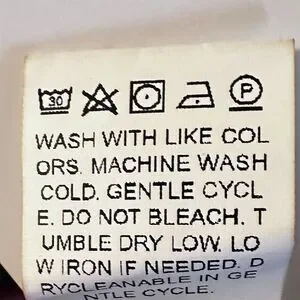 30 P
WASH WITH LIKE COL
ORS. MACHINE WASH
COLD. GENTLE CYCL
E. DO NOT BLEACH. T
UMBLE DRY LOW. LO
W IRON IF NEEDED. D
RYCLEANABLE IN GE
NTLE CYCLE.